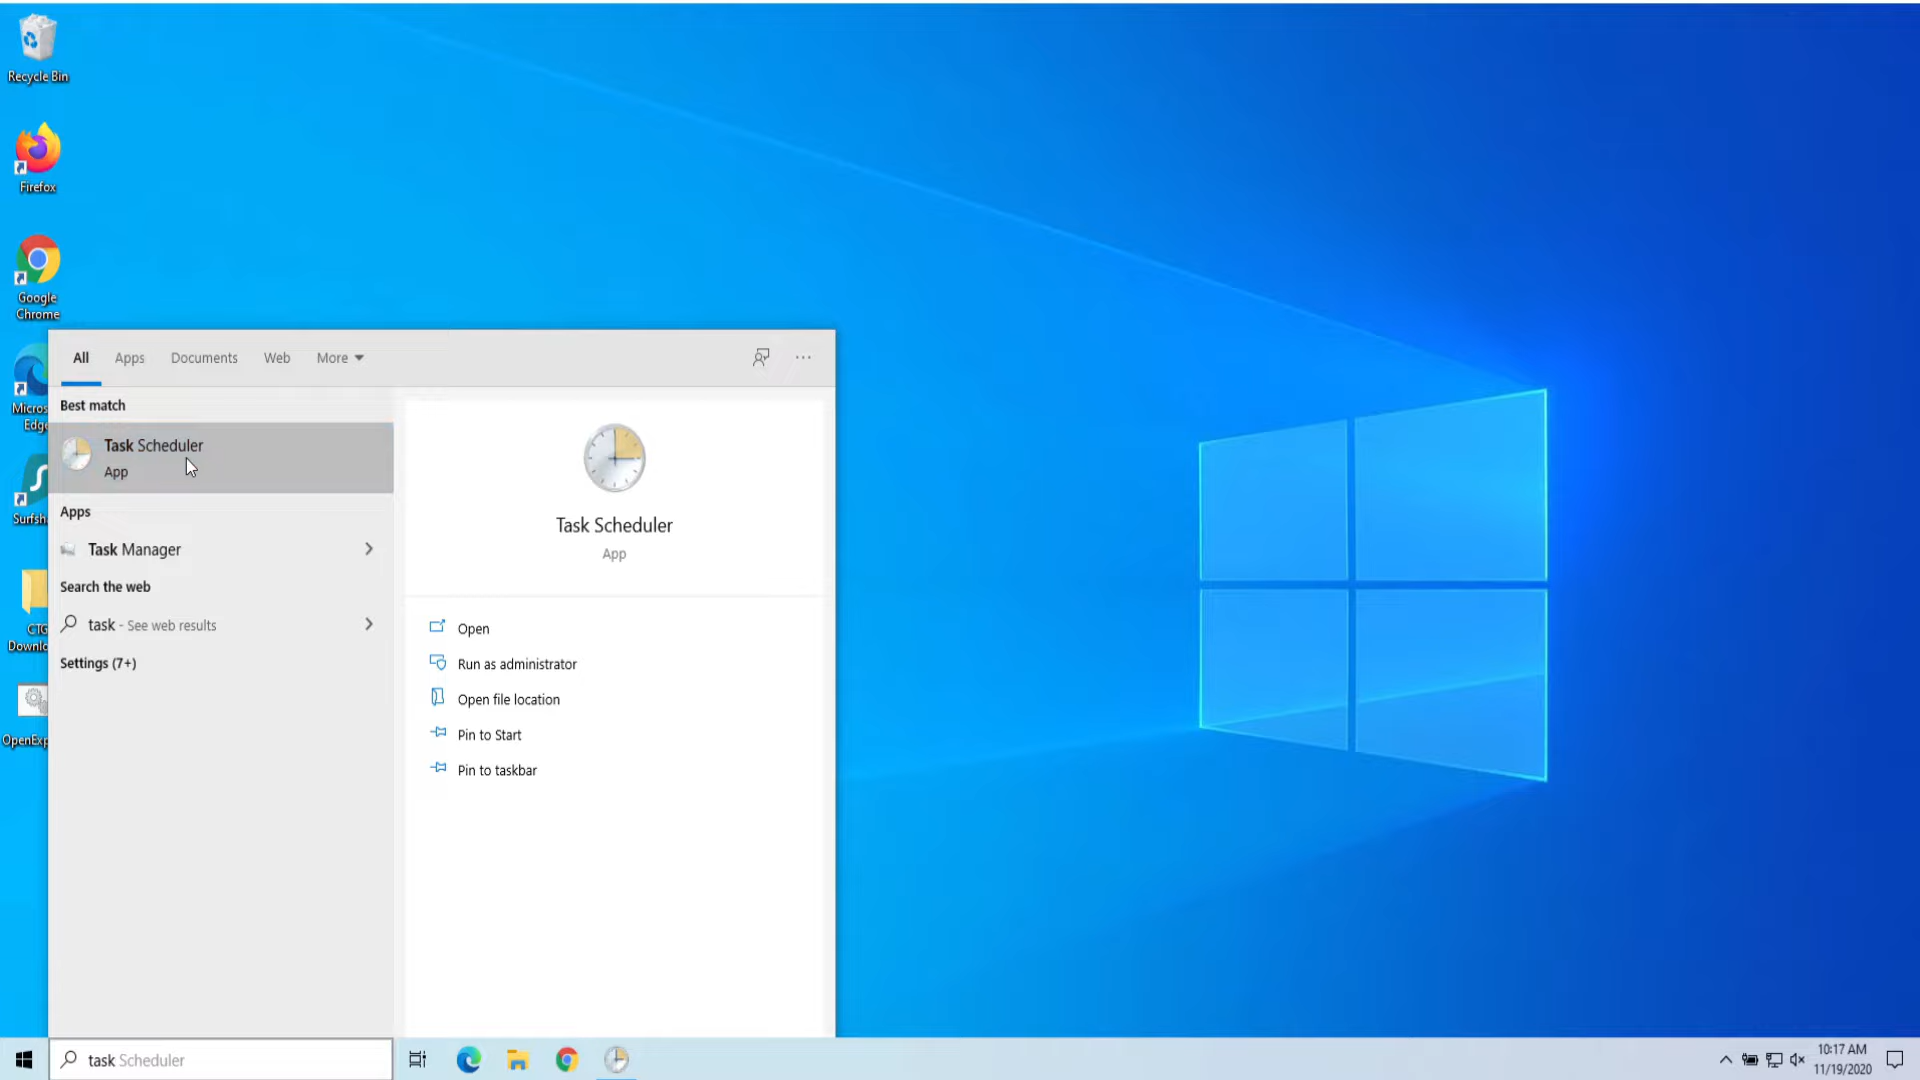 Recycle Bin
Firefox
Google
Chrome
Micros
Edge
Surfsh
CTG
Downlo
OpenExp
All
Apps
Documents
Web
More
Best match
Task Scheduler
App
Apps
Task Manager
Search the web
task - See web results
Settings (7+)
Task Scheduler
App
Open
Run as administrator
Open file location
Pin to Start
Pin to taskbar
task Scheduler
10:17 AM
11/19/2020